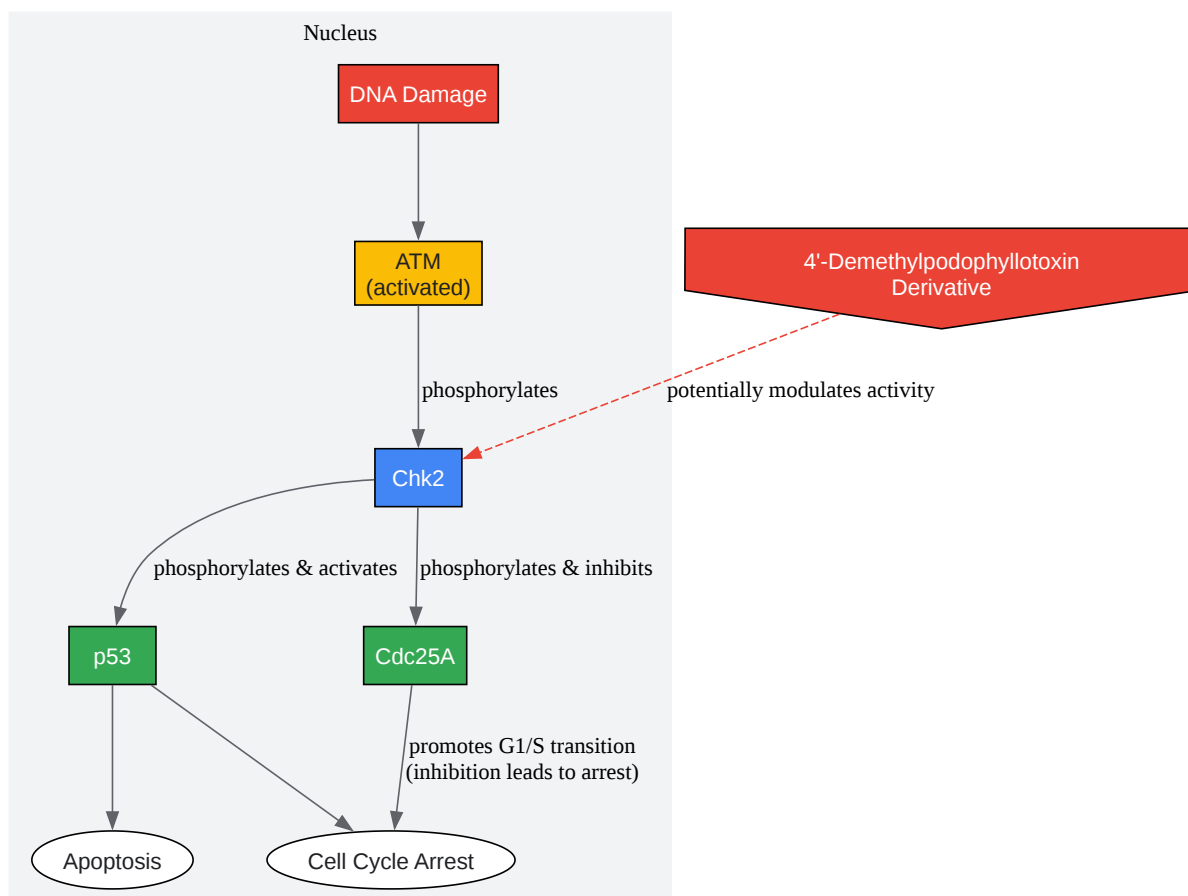 Nucleus
DNA Damage
ATM
(activated)
4'-Demethylpodophyllotoxin
Derivative
phosphorylates
potentially modulates activity
Chk2
phosphorylates & activates
phosphorylates & inhibits
p53
Cdc25A
promotes G1/S transition
(inhibition leads to arrest)
Apoptosis
Cell Cycle Arrest